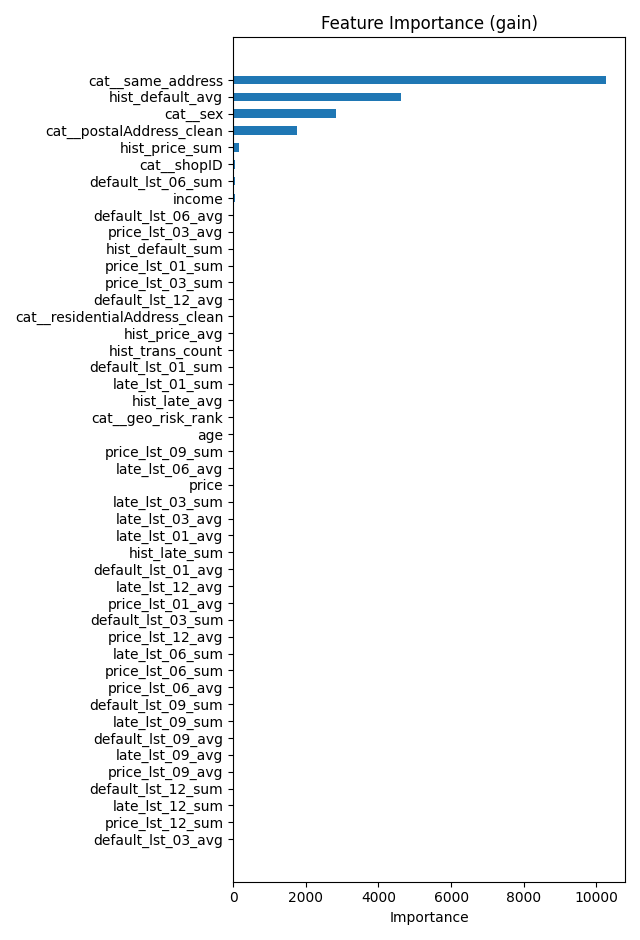 Feature Importance (gain)
cat__same_address
hist_default_avg
cat__sex
cat__postalAddress_clean
hist_price_sum
cat__shopID
default_lst_06_sum
income
default_lst_06_avg
price_lst_03_avg
hist_default_sum
price_lst_01_sum
price_lst_03_sum
default_lst_12_avg
cat__residentialAddress_clean
hist_price_avg
hist_trans_count
default_lst_01_sum
late_lst_01_sum
hist_late_avg
cat__geo_risk_rank
age
price_lst_09_sum
late_lst_06_avg
price
late_lst_03_sum
late_lst_03_avg
late_lst_01_avg
hist_late_sum
default_lst_01_avg
late_lst_12_avg
price_lst_01_avg
default_lst_03_sum
price_lst_12_avg
late_lst_06_sum
price_lst_06_sum
price_lst_06_avg
default_lst_09_sum
late_lst_09_sum
default_lst_09_avg
late_lst_09_avg
price_lst_09_avg
default_lst_12_sum
late_lst_12_sum
price_lst_12_sum
default_lst_03_avg
0 2000 4000 6000 8000 10000
Importance